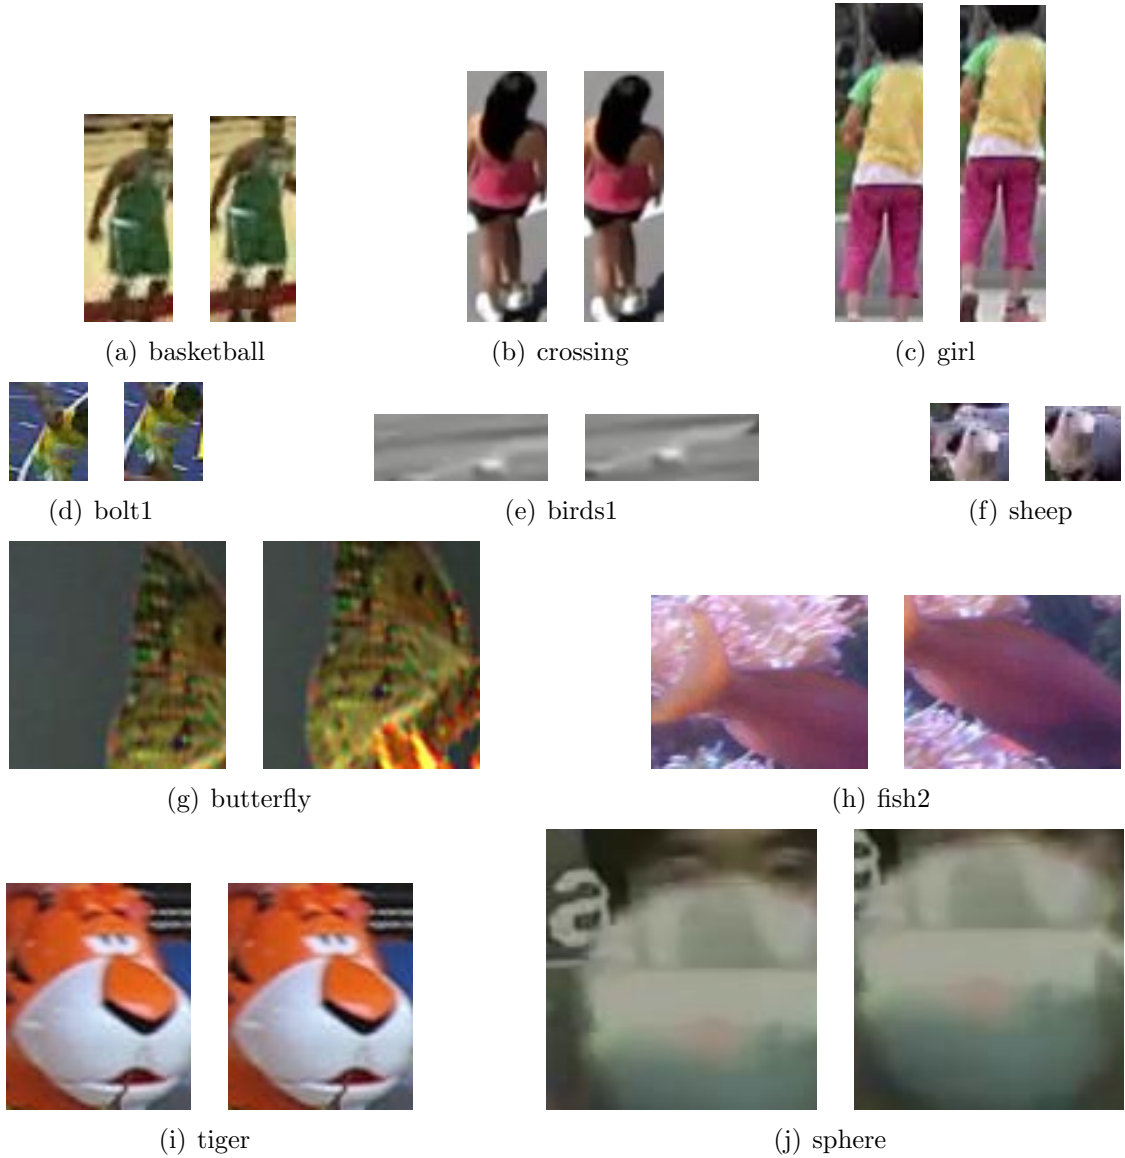 (a) basketball
(b) crossing
(c) girl
(d) bolt1
(e) birds1
(f) sheep
(g) butterfly
(h) fish2
(i) tiger
(j) sphere